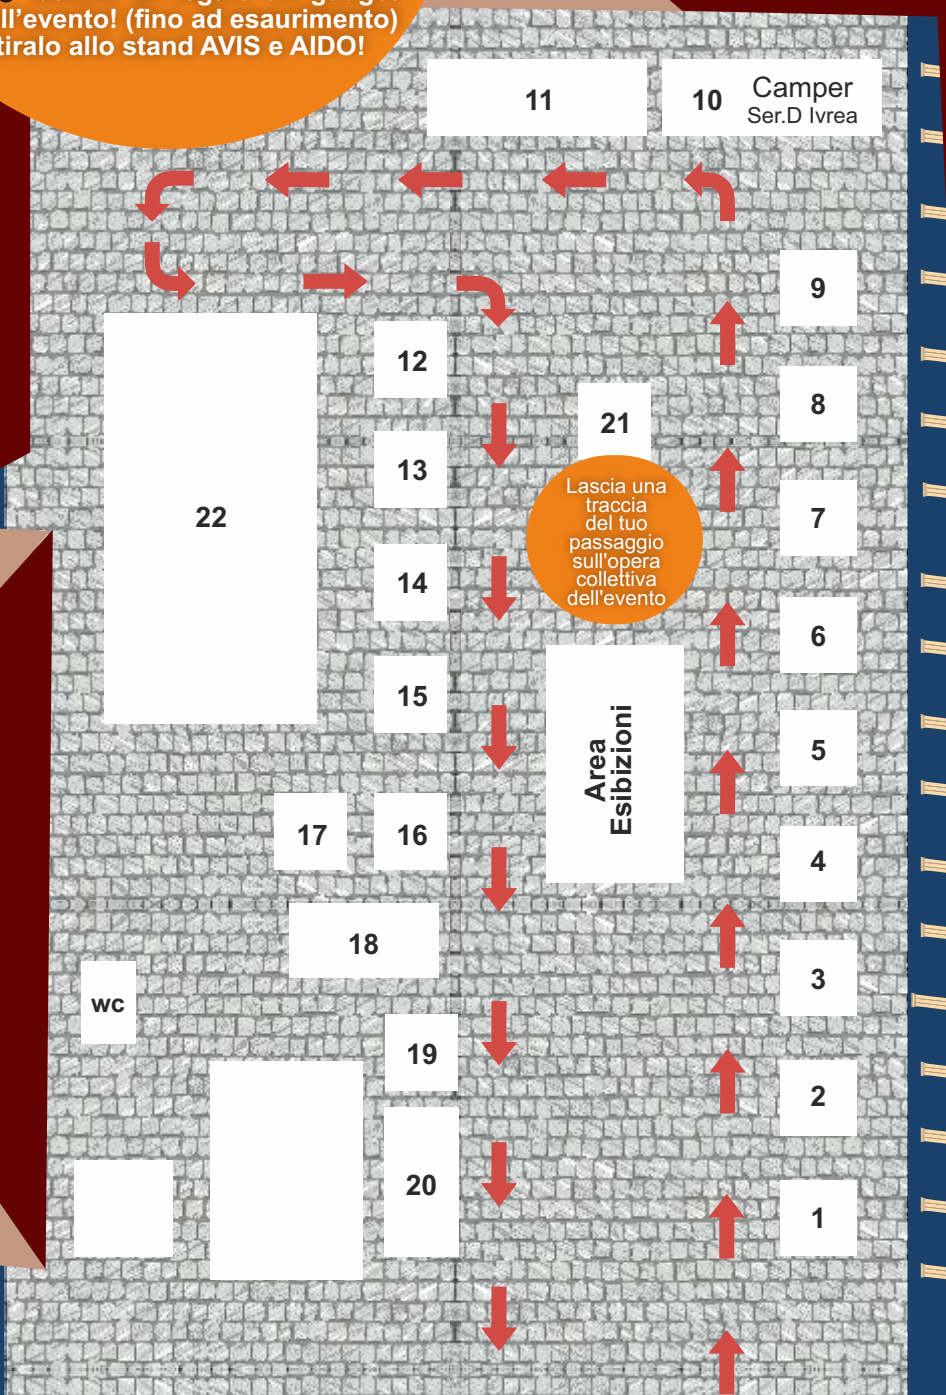 ll'evento! (fino ad esaurimento)
tiralo allo stand AVIS e AIDO!
11
10 Camper
Ser.D Ivrea
9
12
8
21
13
Lascia una
traccia
del tuo
passaggio
sull'opera
collettiva
dell'evento
22
7
14
6
15
Area
Esibizioni
5
17
16
4
18
3
wc
19
2
20
1